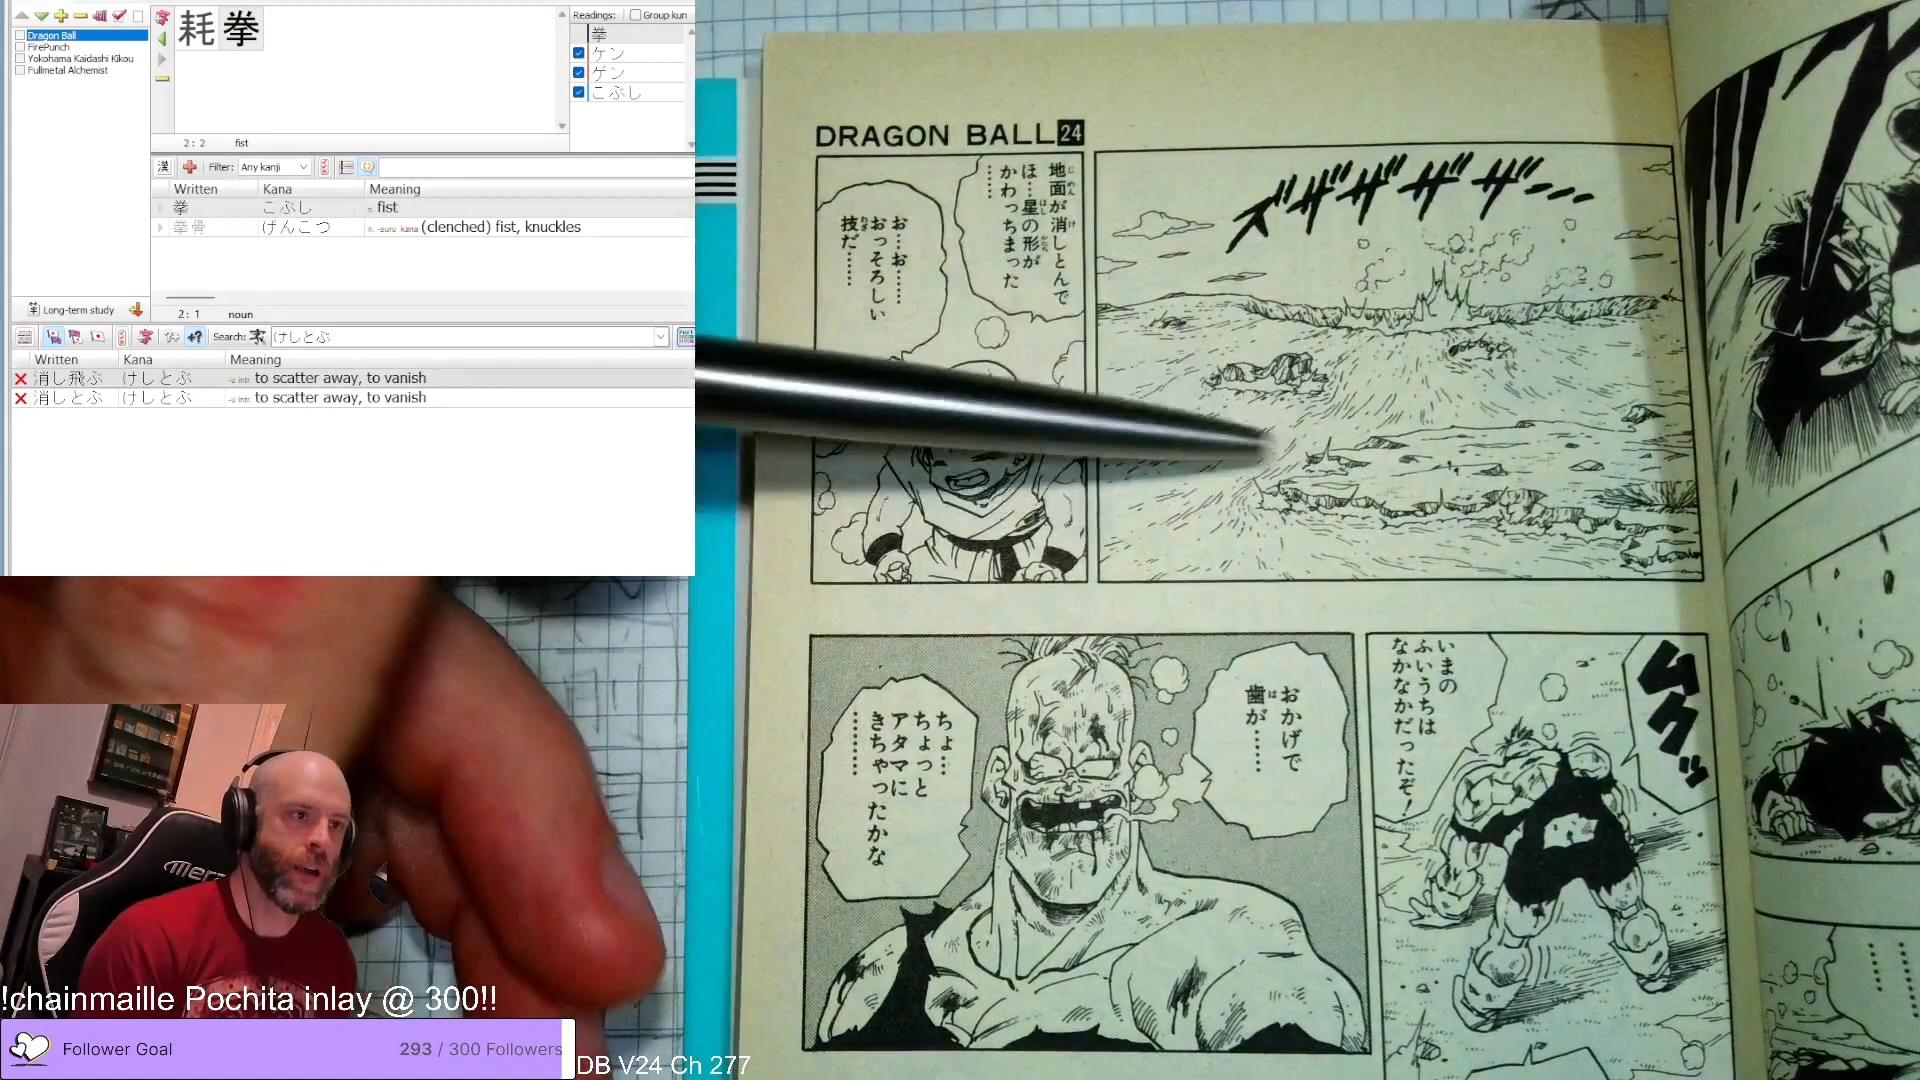 Dragon Ball
FirePunch
Yokohama Kaidashi Kikou
Fullmetal Alchemist
耗 拳
Readings:
Group kun
拳
ケン
ゲン
こぶし
2: 2 fist
漢
Filter: Any kanji
Written Kana Meaning
拳 こぶし n. fist
拳骨 げんこつ n. -suru kana (clenched) fist, knuckles
Long-term study
2: 1 noun
Search: けしとぶ
Written Kana Meaning
消し飛ぶ けしとぶ -u intr. to scatter away, to vanish
消しとぶ けしとぶ -u intr. to scatter away, to vanish
DRAGON BALL 24
ズザザザザ---
地面が消しとんで
ほ…星の形が
かわっちまった
……
お…お……
おっそろしい
技だ……
ムクッ
いまの
ふいうちは
なかなかだったぞ!
おかげで
歯が……
ちょ…
ちょっと
アタマに
きちゃったかな
………
!chainmaille Pochita inlay @ 300!!
Follower Goal 293 / 300 Followers
DB V24 Ch 277